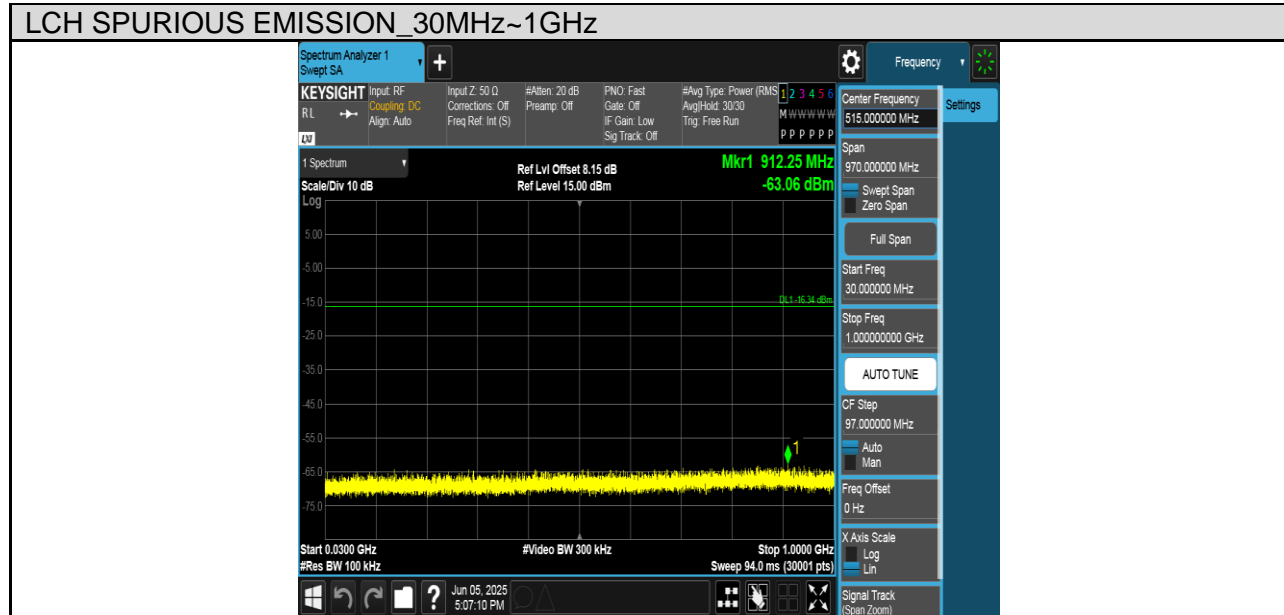 LCH SPURIOUS EMISSION_30MHz~1GHz
Spectrum Analyzer 1
Swept SA
+
Frequency
KEYSIGHT
RL
LXI
Input: RF
Coupling: DC
Align: Auto
Input Z: 50 Ω
Corrections: Off
Freq Ref: Int (S)
#Atten: 20 dB
Preamp: Off
PNO: Fast
Gate: Off
IF Gain: Low
Sig Track: Off
#Avg Type: Power (RMS
Avg|Hold: 30/30
Trig: Free Run
1 2 3 4 5 6
M W W W W W
P P P P P P
Center Frequency
515.000000 MHz
Settings
1 Spectrum
Scale/Div 10 dB
Log
Ref Lvl Offset 8.15 dB
Ref Level 15.00 dBm
Mkr1 912.25 MHz
-63.06 dBm
5.00
-5.00
-15.0
DL1 -16.34 dBm
-25.0
-35.0
-45.0
-55.0
1
-65.0
-75.0
Start 0.0300 GHz
#Res BW 100 kHz
#Video BW 300 kHz
Stop 1.0000 GHz
Sweep 94.0 ms (30001 pts)
Span
970.000000 MHz
Swept Span
Zero Span
Full Span
Start Freq
30.000000 MHz
Stop Freq
1.000000000 GHz
AUTO TUNE
CF Step
97.000000 MHz
Auto
Man
Freq Offset
0 Hz
X Axis Scale
Log
Lin
Signal Track
(Span Zoom)
?
Jun 05, 2025
5:07:10 PM